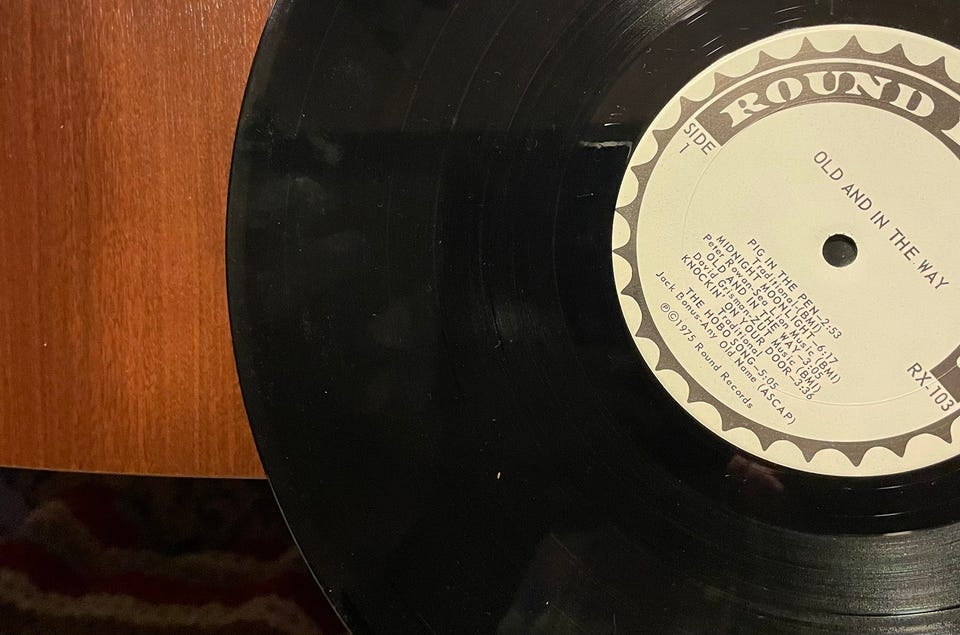 ROUND
SIDE
1
OLD AND IN THE WAY
PIG IN THE PEN—2:53
Traditional (BMI)
MIDNIGHT MOONLIGHT—6:17
Peter Rowan-Sea Lion Music (BMI)
OLD AND IN THE WAY—3:05
David Grisman-ZUT Music (BMI)
KNOCKIN' ON YOUR DOOR—3:36
Traditional
THE HOBO SONG—5:05
Jack Bonus-Any Old Name (ASCAP)
℗©1975 Round Records
RX-103